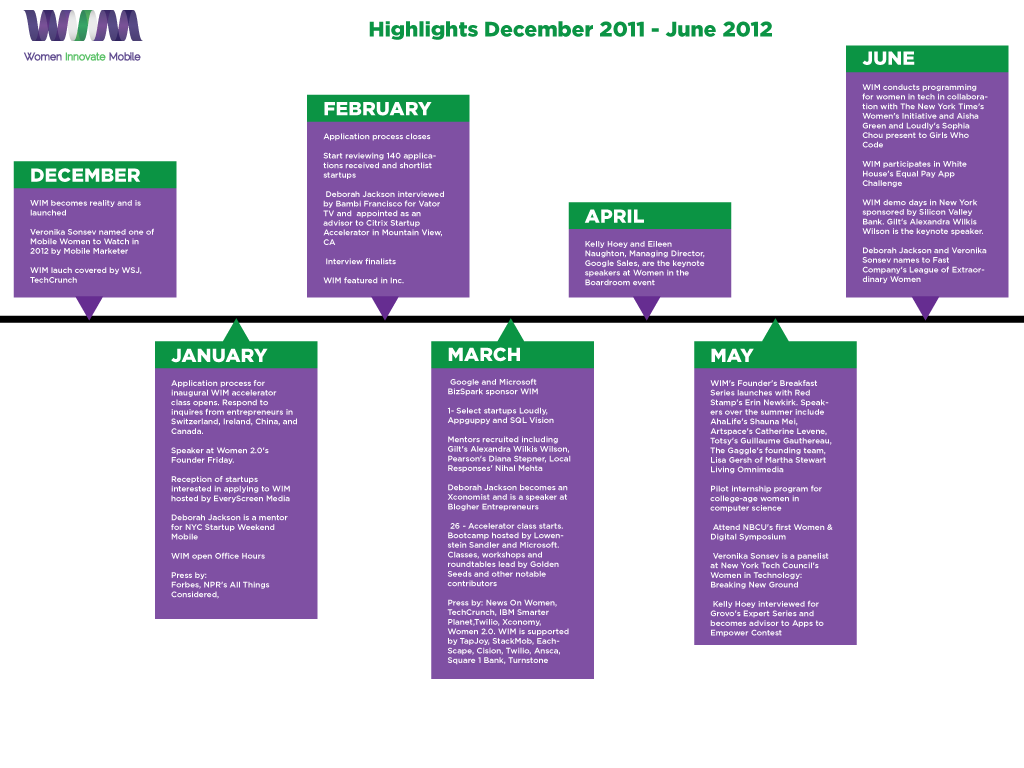 WIM
Women Innovate Mobile
Highlights December 2011 - June 2012
DECEMBER
WIM becomes reality and is
launched
Veronika Sonsev named one of
Mobile Women to Watch in
2012 by Mobile Marketer
WIM lauch covered by WSJ,
TechCrunch
JANUARY
Application process for
inaugural WIM accelerator
class opens. Respond to
inquires from entrepreneurs in
Switzerland, Ireland, China, and
Canada.
Speaker at Women 2.0's
Founder Friday.
Reception of startups
interested in applying to WIM
hosted by EveryScreen Media
Deborah Jackson is a mentor
for NYC Startup Weekend
Mobile
WIM open Office Hours
Press by:
Forbes, NPR's All Things
Considered,
FEBRUARY
Application process closes
Start reviewing 140 applica-
tions received and shortlist
startups
Deborah Jackson interviewed
by Bambi Francisco for Vator
TV and appointed as an
advisor to Citrix Startup
Accelerator in Mountain View,
CA
Interview finalists
WIM featured in Inc.
MARCH
Google and Microsoft
BizSpark sponsor WIM
1- Select startups Loudly,
Appguppy and SQL Vision
Mentors recruited including
Gilt's Alexandra Wilkis Wilson,
Pearson's Diana Stepner, Local
Responses' Nihal Mehta
Deborah Jackson becomes an
Xconomist and is a speaker at
Blogher Entrepreneurs
26 - Accelerator class starts.
Bootcamp hosted by Lowen-
stein Sandler and Microsoft.
Classes, workshops and
roundtables lead by Golden
Seeds and other notable
contributors
Press by: News On Women,
TechCrunch, IBM Smarter
Planet,Twilio, Xconomy,
Women 2.0. WIM is supported
by TapJoy, StackMob, Each-
Scape, Cision, Twilio, Ansca,
Square 1 Bank, Turnstone
APRIL
Kelly Hoey and Eileen
Naughton, Managing Director,
Google Sales, are the keynote
speakers at Women in the
Boardroom event
MAY
WIM's Founder's Breakfast
Series launches with Red
Stamp's Erin Newkirk. Speak-
ers over the summer include
AhaLife's Shauna Mei,
Artspace's Catherine Levene,
Totsy's Guillaume Gauthereau,
The Gaggle's founding team,
Lisa Gersh of Martha Stewart
Living Omnimedia
Pilot internship program for
college-age women in
computer science
Attend NBCU's first Women &
Digital Symposium
Veronika Sonsev is a panelist
at New York Tech Council's
Women in Technology:
Breaking New Ground
Kelly Hoey interviewed for
Grovo's Expert Series and
becomes advisor to Apps to
Empower Contest
JUNE
WIM conducts programming
for women in tech in collabora-
tion with The New York Time's
Women's Initiative and Aisha
Green and Loudly's Sophia
Chou present to Girls Who
Code
WIM participates in White
House's Equal Pay App
Challenge
WIM demo days in New York
sponsored by Silicon Valley
Bank. Gilt's Alexandra Wilkis
Wilson is the keynote speaker.
Deborah Jackson and Veronika
Sonsev names to Fast
Company's League of Extraor-
dinary Women